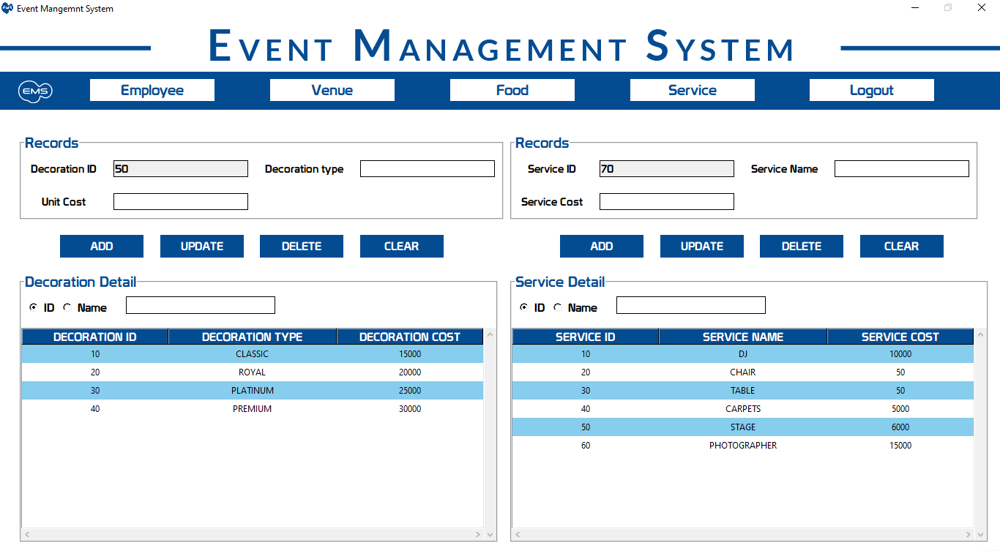 EMS Event Mangemnt System
EVENT MANAGEMENT SYSTEM
EMS Employee Venue Food Service Logout
Records
Decoration ID 50 Decoration type
Unit Cost
ADD UPDATE DELETE CLEAR
Records
Service ID 70 Service Name
Service Cost
ADD UPDATE DELETE CLEAR
Decoration Detail
ID Name
DECORATION ID DECORATION TYPE DECORATION COST
10 CLASSIC 15000
20 ROYAL 20000
30 PLATINUM 25000
40 PREMIUM 30000
Service Detail
ID Name
SERVICE ID SERVICE NAME SERVICE COST
10 DJ 10000
20 CHAIR 50
30 TABLE 50
40 CARPETS 5000
50 STAGE 6000
60 PHOTOGRAPHER 15000